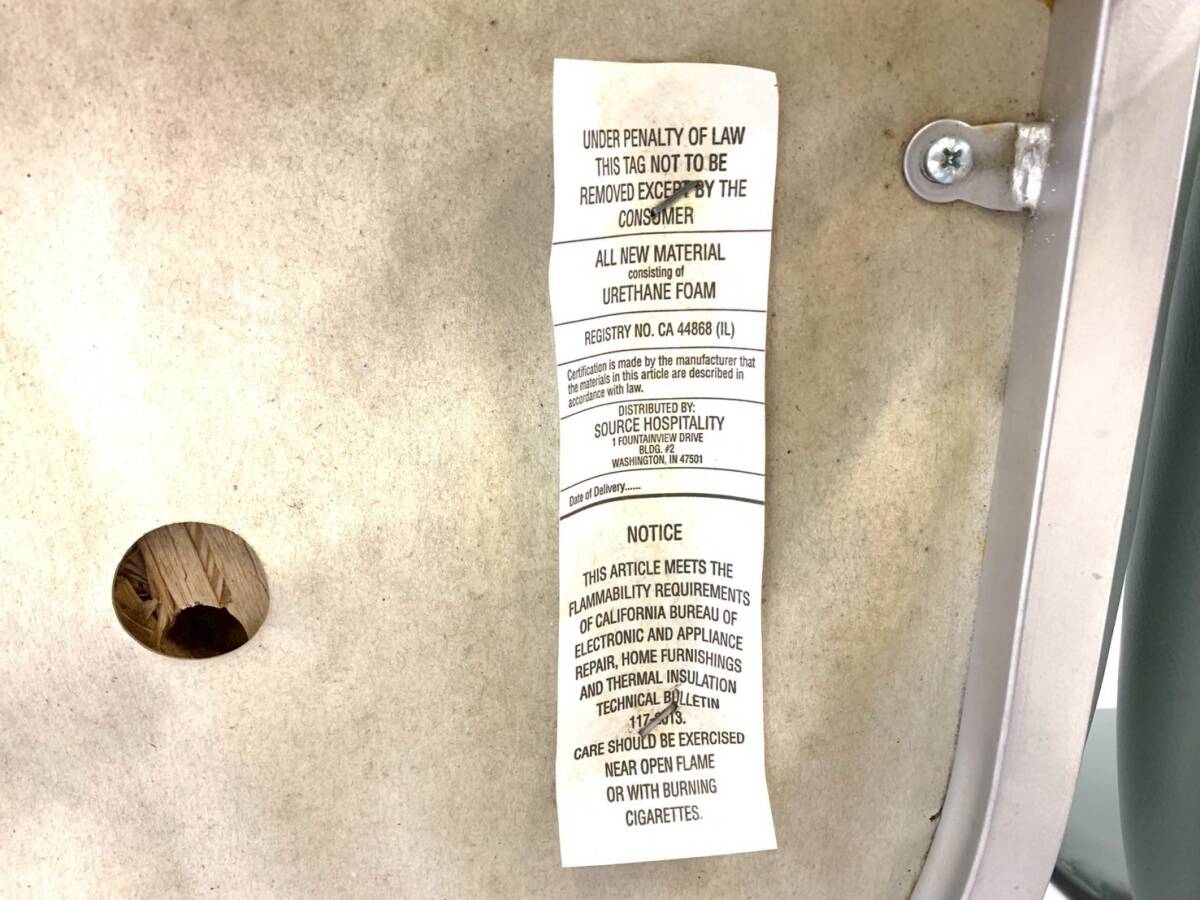 UNDER PENALTY OF LAW
THIS TAG NOT TO BE
REMOVED EXCEPT BY THE
CONSUMER
ALL NEW MATERIAL
consisting of
URETHANE FOAM
REGISTRY NO. CA 44868 (IL)
Certification is made by the manufacturer that
the materials in this article are described in
accordance with law.
DISTRIBUTED BY:
SOURCE HOSPITALITY
1 FOUNTAINVIEW DRIVE
BLDG. #2
WASHINGTON, IN 47501
Date of Delivery......
NOTICE
THIS ARTICLE MEETS THE
FLAMMABILITY REQUIREMENTS
OF CALIFORNIA BUREAU OF
ELECTRONIC AND APPLIANCE
REPAIR, HOME FURNISHINGS
AND THERMAL INSULATION
TECHNICAL BULLETIN
117-2013.
CARE SHOULD BE EXERCISED
NEAR OPEN FLAME
OR WITH BURNING
CIGARETTES.